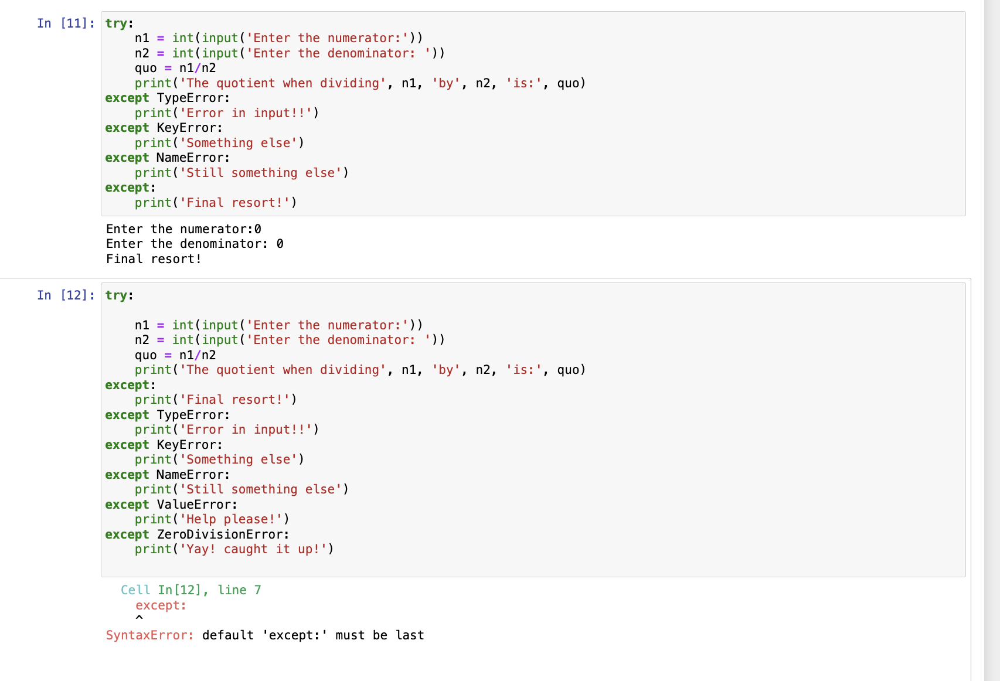 In [11]: try:
    n1 = int(input('Enter the numerator:'))
    n2 = int(input('Enter the denominator: '))
    quo = n1/n2
    print('The quotient when dividing', n1, 'by', n2, 'is:', quo)
except TypeError:
    print('Error in input!!')
except KeyError:
    print('Something else')
except NameError:
    print('Still something else')
except:
    print('Final resort!')
Enter the numerator:0
Enter the denominator: 0
Final resort!
In [12]: try:
    n1 = int(input('Enter the numerator:'))
    n2 = int(input('Enter the denominator: '))
    quo = n1/n2
    print('The quotient when dividing', n1, 'by', n2, 'is:', quo)
except:
    print('Final resort!')
except TypeError:
    print('Error in input!!')
except KeyError:
    print('Something else')
except NameError:
    print('Still something else')
except ValueError:
    print('Help please!')
except ZeroDivisionError:
    print('Yay! caught it up!')
  Cell In[12], line 7
    except:
    ^
SyntaxError: default 'except:' must be last